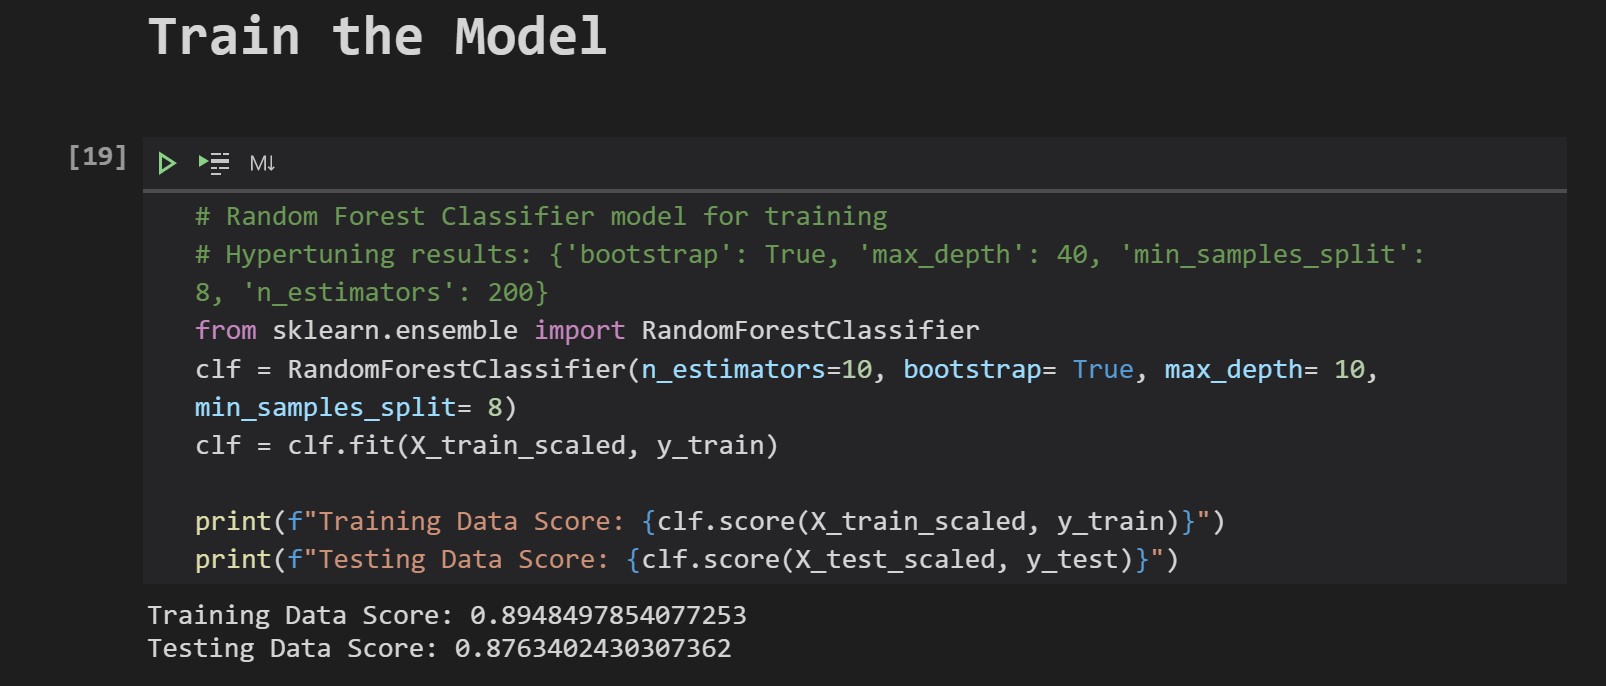 Train the Model
[19]
M↓
# Random Forest Classifier model for training
# Hypertuning results: {'bootstrap': True, 'max_depth': 40, 'min_samples_split':
8, 'n_estimators': 200}
from sklearn.ensemble import RandomForestClassifier
clf = RandomForestClassifier(n_estimators=10, bootstrap= True, max_depth= 10,
min_samples_split= 8)
clf = clf.fit(X_train_scaled, y_train)
print(f"Training Data Score: {clf.score(X_train_scaled, y_train)}")
print(f"Testing Data Score: {clf.score(X_test_scaled, y_test)}")
Training Data Score: 0.8948497854077253
Testing Data Score: 0.8763402430307362